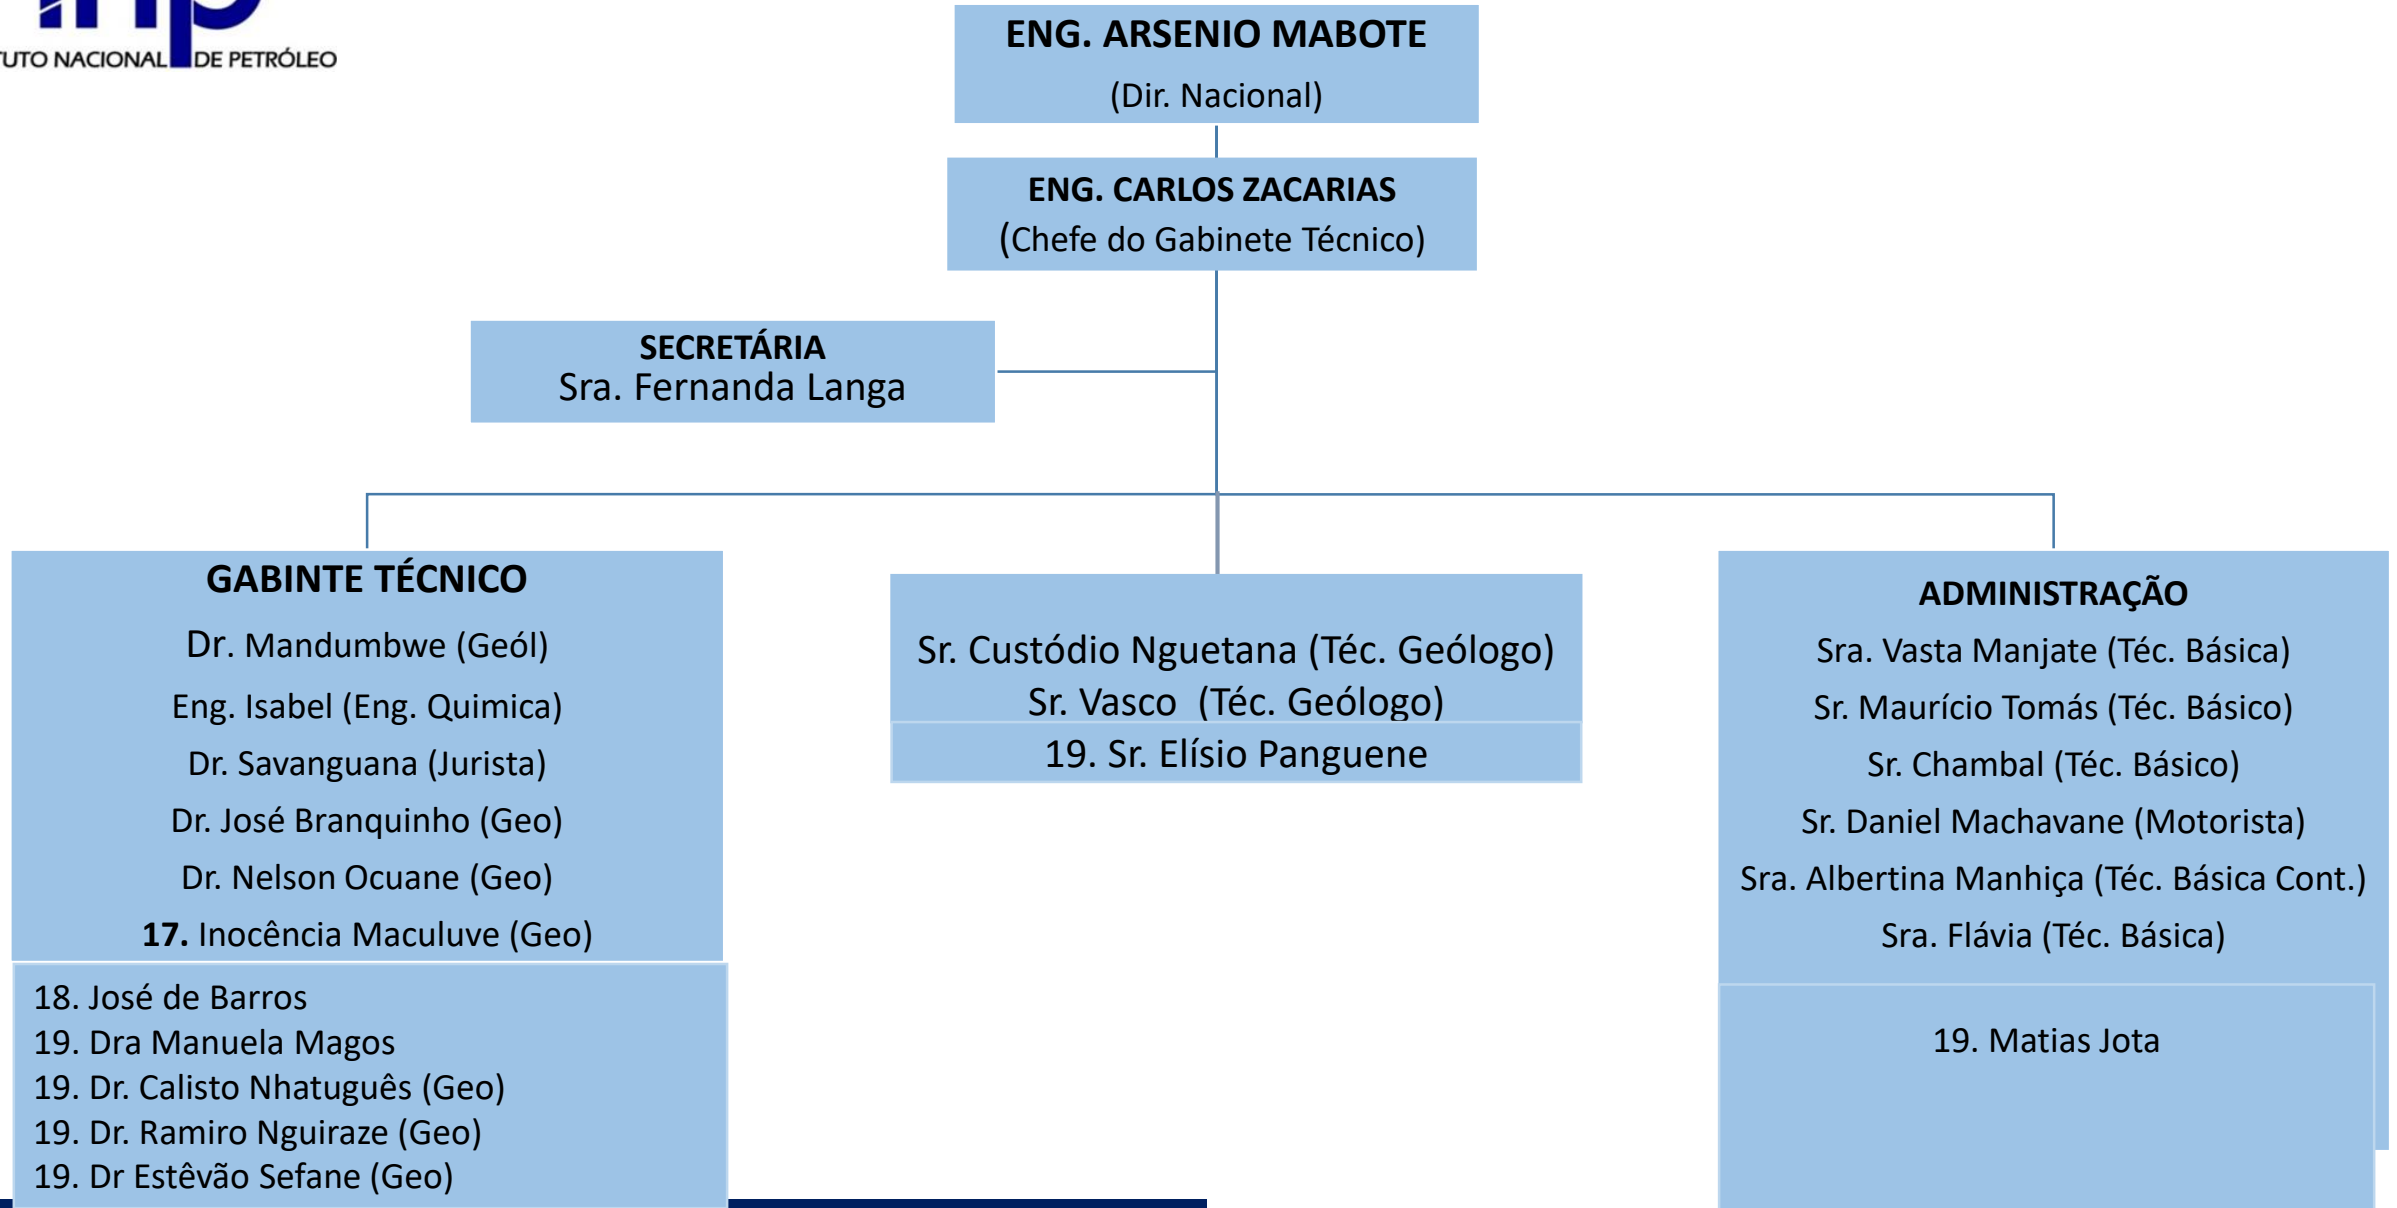 inp
TUTO NACIONAL DE PETRÓLEO
ENG. ARSENIO MABOTE
(Dir. Nacional)
ENG. CARLOS ZACARIAS
(Chefe do Gabinete Técnico)
SECRETÁRIA
Sra. Fernanda Langa
GABINTE TÉCNICO
Dr. Mandumbwe (Geól)
Eng. Isabel (Eng. Quimica)
Dr. Savanguana (Jurista)
Dr. José Branquinho (Geo)
Dr. Nelson Ocuane (Geo)
17. Inocência Maculuve (Geo)
18. José de Barros
19. Dra Manuela Magos
19. Dr. Calisto Nhatuguês (Geo)
19. Dr. Ramiro Nguiraze (Geo)
19. Dr Estêvão Sefane (Geo)
Sr. Custódio Nguetana (Téc. Geólogo)
Sr. Vasco (Téc. Geólogo)
19. Sr. Elísio Panguene
ADMINISTRAÇÃO
Sra. Vasta Manjate (Téc. Básica)
Sr. Maurício Tomás (Téc. Básico)
Sr. Chambal (Téc. Básico)
Sr. Daniel Machavane (Motorista)
Sra. Albertina Manhiça (Téc. Básica Cont.)
Sra. Flávia (Téc. Básica)
19. Matias Jota